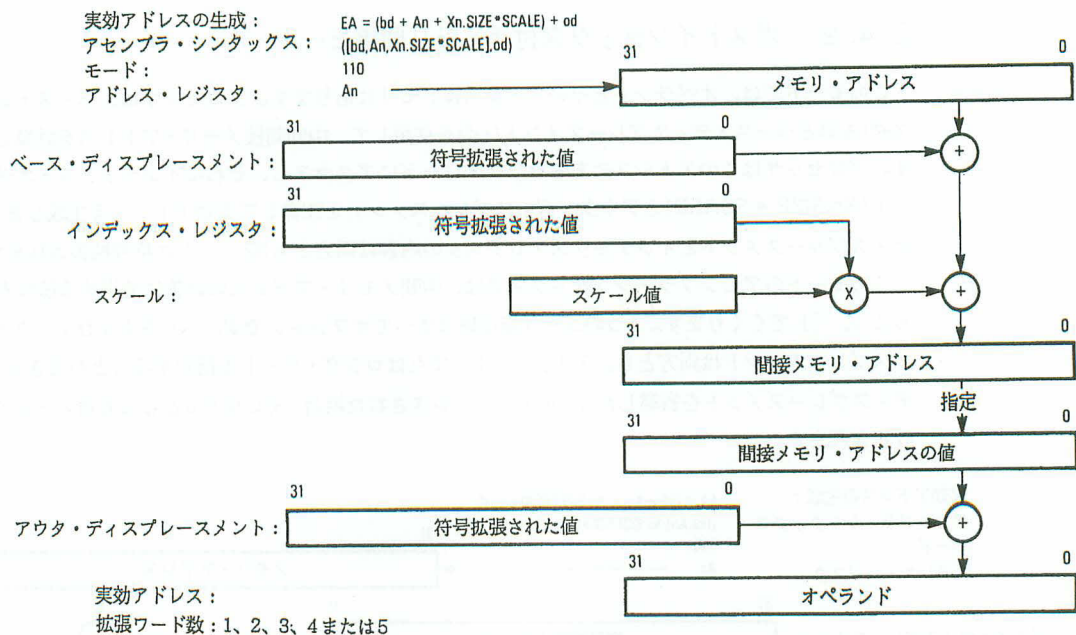 実効アドレスの生成： EA = (bd + An + Xn.SIZE*SCALE) + od
アセンブラ・シンタックス： ([bd,An,Xn.SIZE*SCALE],od)
モード： 110
アドレス・レジスタ： An
31 0
メモリ・アドレス
31 0
ベース・ディスプレースメント： 符号拡張された値 +
31 0
インデックス・レジスタ： 符号拡張された値
スケール： スケール値 X +
31 0
間接メモリ・アドレス
指定
31 0
間接メモリ・アドレスの値
31 0
アウタ・ディスプレースメント： 符号拡張された値 +
31 0
オペランド
実効アドレス：
拡張ワード数：1、2、3、4または5